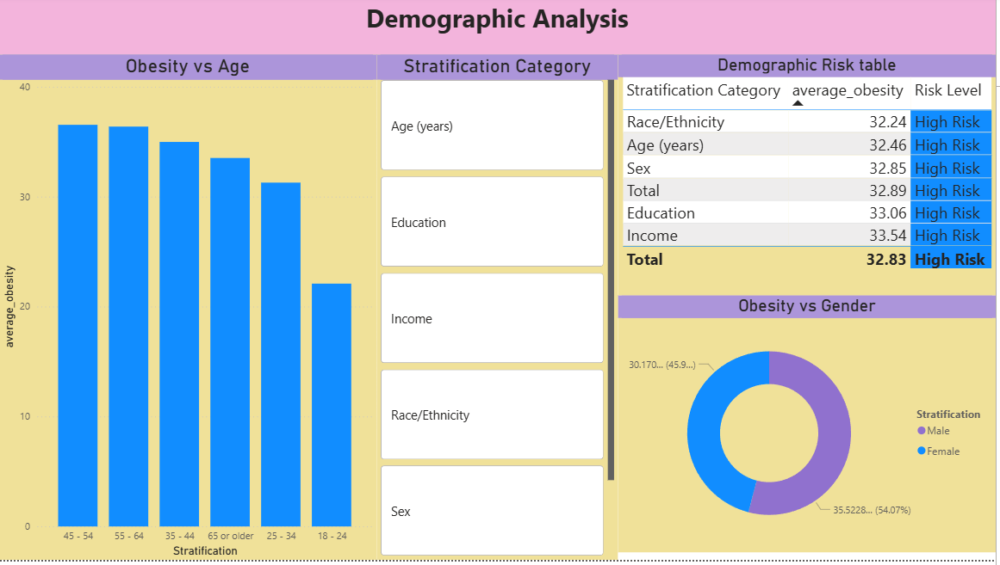 Demographic Analysis
Obesity vs Age
40
30
20
10
0
average_obesity
45 - 54 55 - 64 35 - 44 65 or older 25 - 34 18 - 24
Stratification
Stratification Category
Age (years)
Education
Income
Race/Ethnicity
Sex
Demographic Risk table
Stratification Category average_obesity Risk Level
Race/Ethnicity 32.24 High Risk
Age (years) 32.46 High Risk
Sex 32.85 High Risk
Total 32.89 High Risk
Education 33.06 High Risk
Income 33.54 High Risk
Total 32.83 High Risk
Obesity vs Gender
30.170... (45.9...)
35.5228... (54.07%)
Stratification
Male
Female